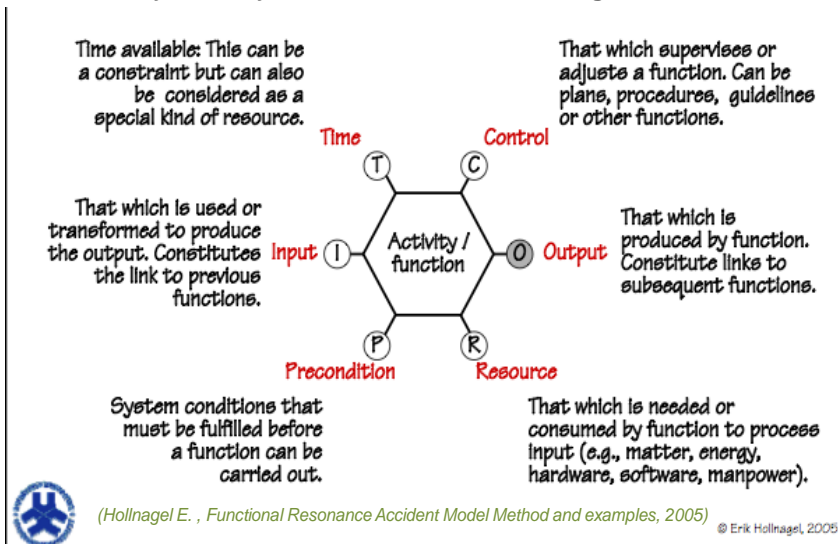 Time available: This can be
a constraint but can also
be considered as a
special kind of resource.
Time
That which supervises or
adjusts a function. Can be
plans, procedures, guidelines
or other functions.
Control
T
C
That which is used or
transformed to produce
the output. Constitutes
the link to previous
functions.
Input
I
Activity /
function
O
Output
That which is
produced by function.
Constitute links to
subsequent functions.
P
R
Precondition
Resource
System conditions that
must be fulfilled before
a function can be
carried out.
That which is needed or
consumed by function to process
input (e.g., matter, energy,
hardware, software, manpower).
(Hollnagel E. , Functional Resonance Accident Model Method and examples, 2005)
© Erik Hollnagel, 2005